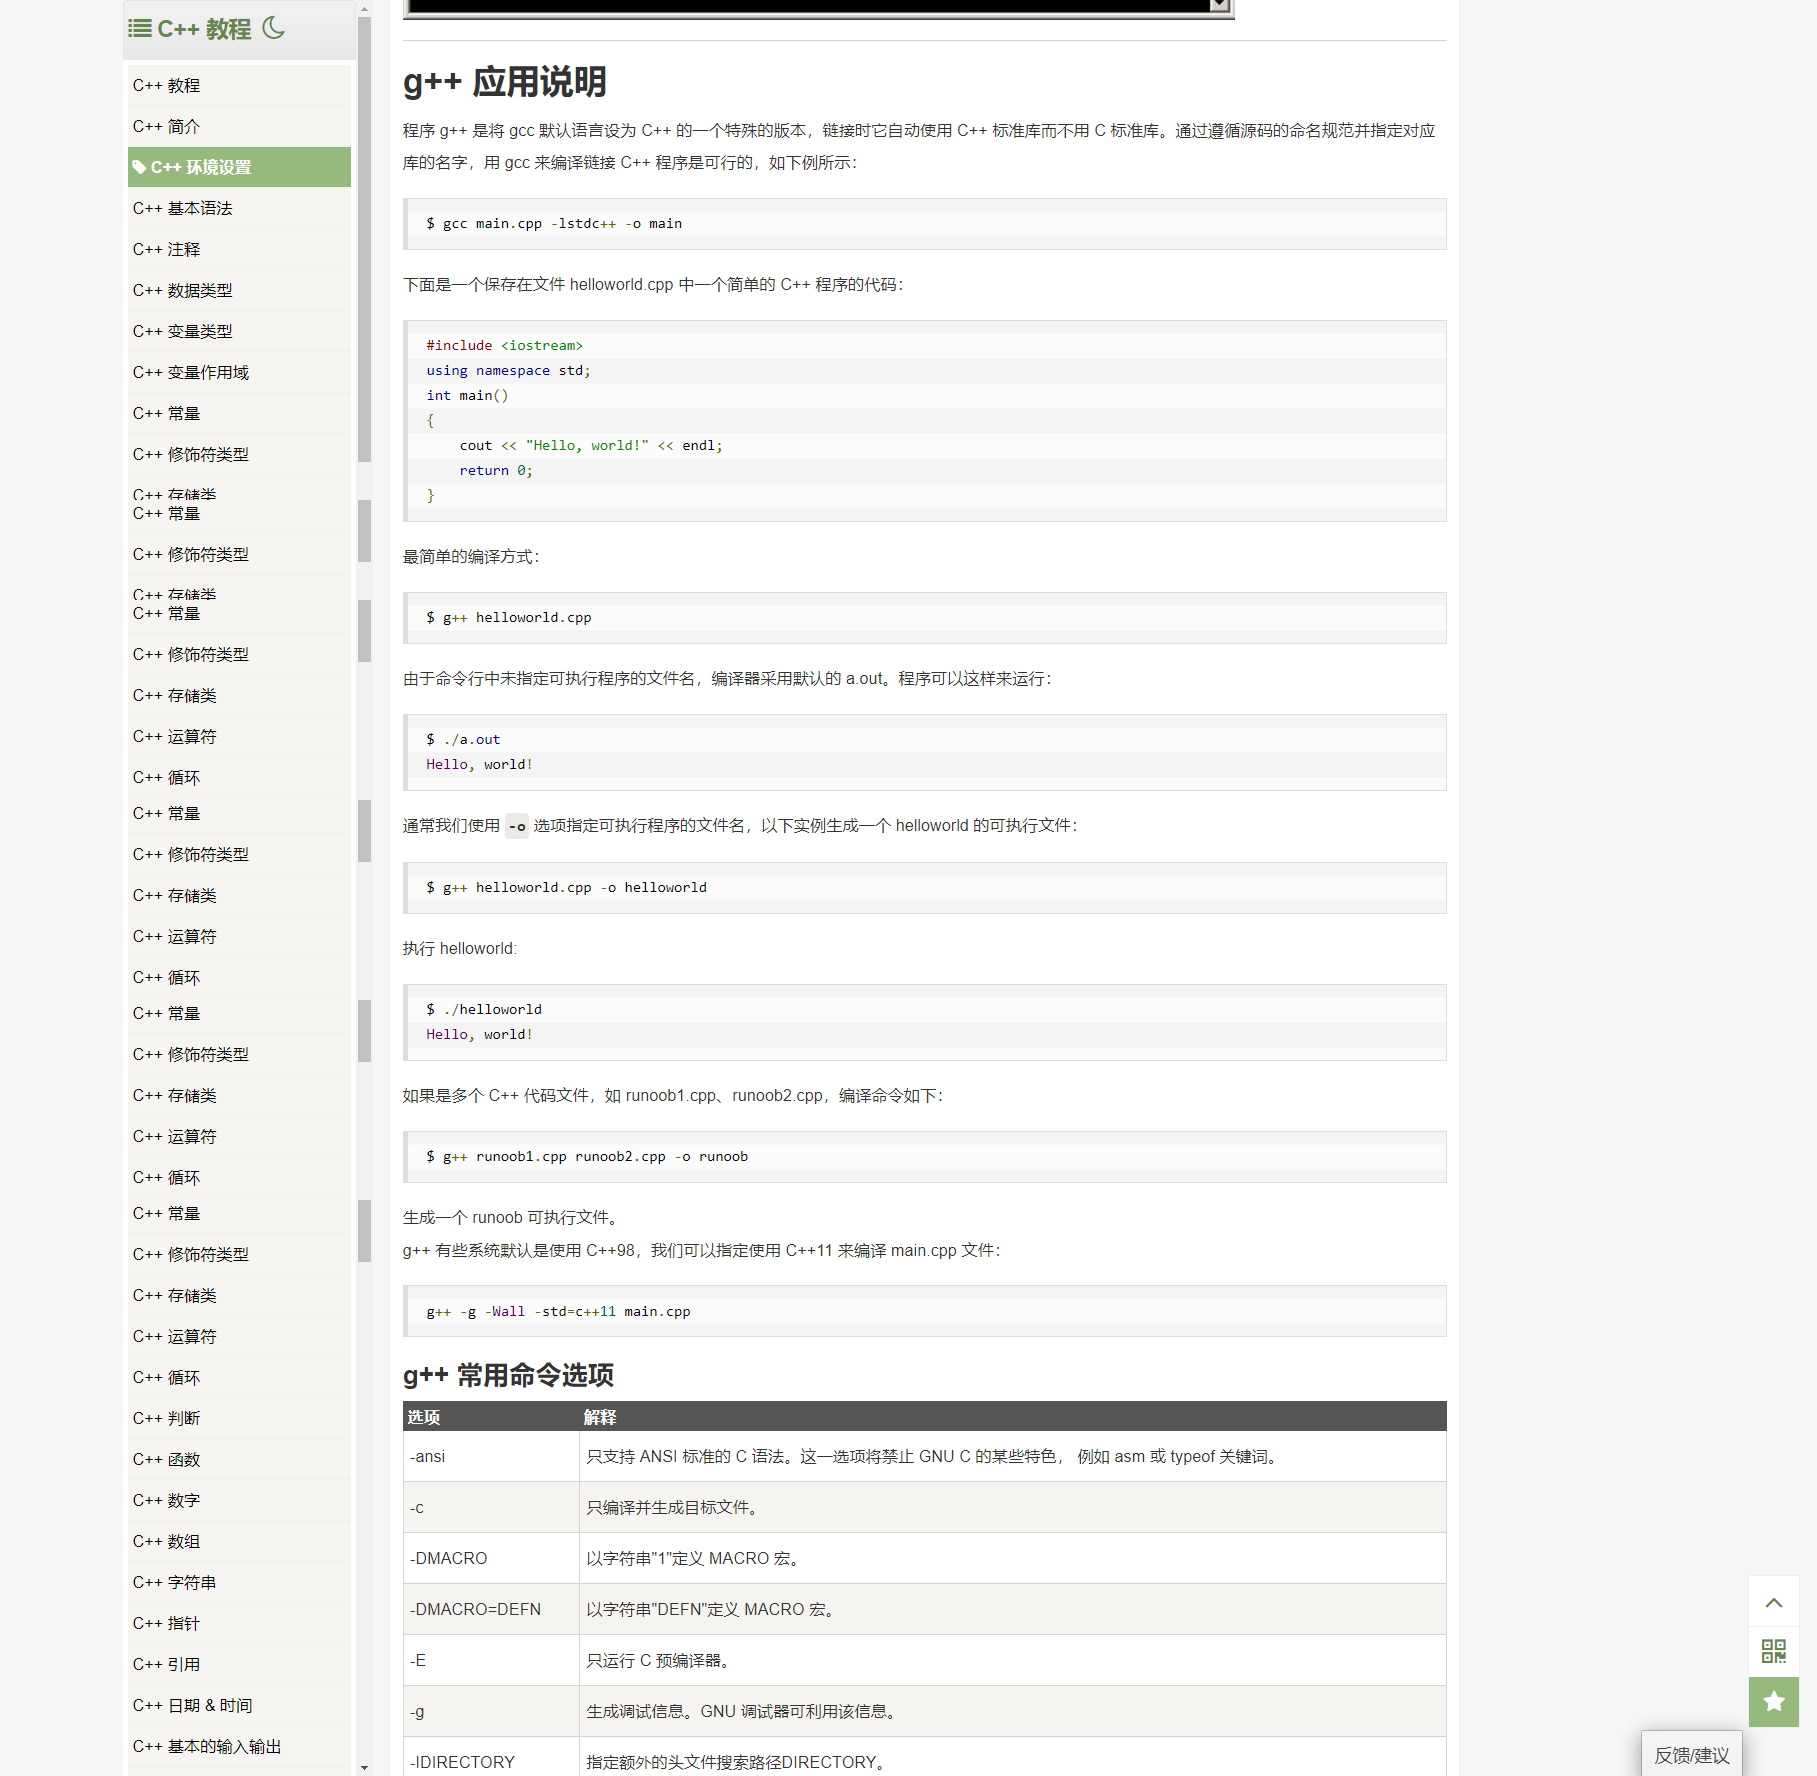 C++ 教程
C++ 教程
C++ 简介
C++ 环境设置
C++ 基本语法
C++ 注释
C++ 数据类型
C++ 变量类型
C++ 变量作用域
C++ 常量
C++ 修饰符类型
C++ 存储类
C++ 常量
C++ 修饰符类型
C++ 存储类
C++ 常量
C++ 修饰符类型
C++ 存储类
C++ 运算符
C++ 循环
C++ 常量
C++ 修饰符类型
C++ 存储类
C++ 运算符
C++ 循环
C++ 常量
C++ 修饰符类型
C++ 存储类
C++ 运算符
C++ 循环
C++ 常量
C++ 修饰符类型
C++ 存储类
C++ 运算符
C++ 循环
C++ 判断
C++ 函数
C++ 数字
C++ 数组
C++ 字符串
C++ 指针
C++ 引用
C++ 日期 & 时间
C++ 基本的输入输出
g++ 应用说明
程序 g++ 是将 gcc 默认语言设为 C++ 的一个特殊的版本，链接时它自动使用 C++ 标准库而不用 C 标准库。通过遵循源码的命名规范并指定对应
库的名字，用 gcc 来编译链接 C++ 程序是可行的，如下例所示：
$ gcc main.cpp -lstdc++ -o main
下面是一个保存在文件 helloworld.cpp 中一个简单的 C++ 程序的代码：
#include <iostream>
using namespace std;
int main()
{
    cout << "Hello, world!" << endl;
    return 0;
}
最简单的编译方式：
$ g++ helloworld.cpp
由于命令行中未指定可执行程序的文件名，编译器采用默认的 a.out。程序可以这样来运行：
$ ./a.out
Hello, world!
通常我们使用 -o 选项指定可执行程序的文件名，以下实例生成一个 helloworld 的可执行文件：
$ g++ helloworld.cpp -o helloworld
执行 helloworld:
$ ./helloworld
Hello, world!
如果是多个 C++ 代码文件，如 runoob1.cpp、runoob2.cpp，编译命令如下：
$ g++ runoob1.cpp runoob2.cpp -o runoob
生成一个 runoob 可执行文件。
g++ 有些系统默认是使用 C++98，我们可以指定使用 C++11 来编译 main.cpp 文件：
g++ -g -Wall -std=c++11 main.cpp
g++ 常用命令选项
选项 解释
-ansi 只支持 ANSI 标准的 C 语法。这一选项将禁止 GNU C 的某些特色， 例如 asm 或 typeof 关键词。
-c 只编译并生成目标文件。
-DMACRO 以字符串"1"定义 MACRO 宏。
-DMACRO=DEFN 以字符串"DEFN"定义 MACRO 宏。
-E 只运行 C 预编译器。
-g 生成调试信息。GNU 调试器可利用该信息。
-IDIRECTORY 指定额外的头文件搜索路径DIRECTORY。
反馈/建议